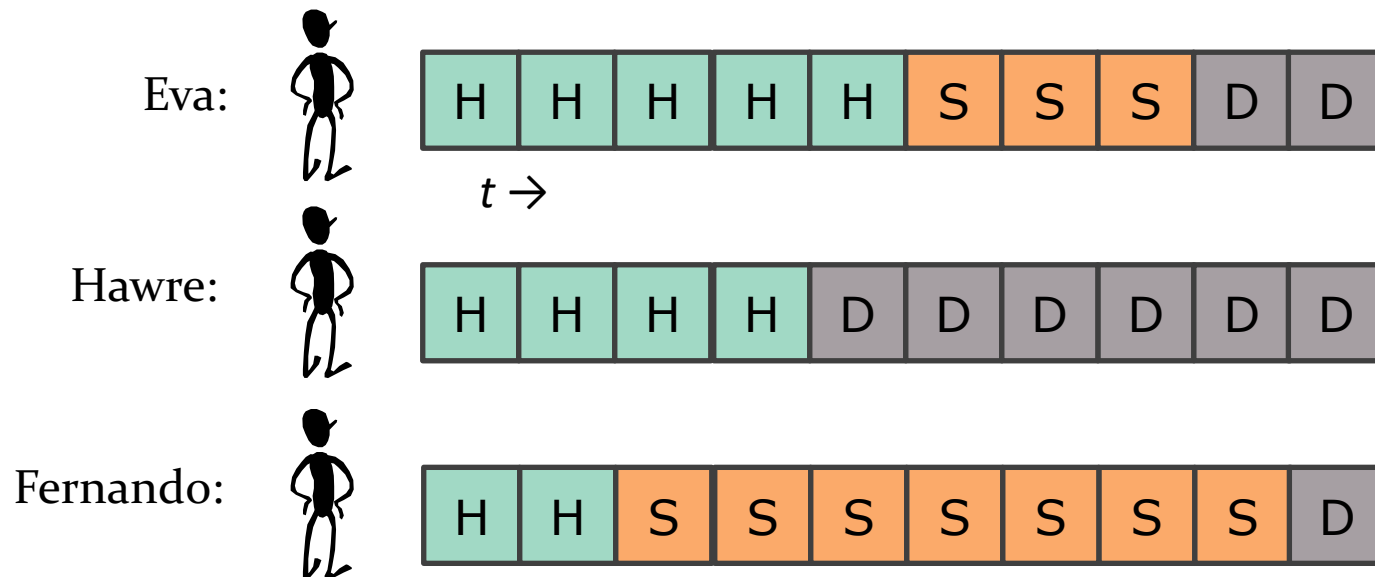 Eva: H H H H H S S S D D
t →
Hawre: H H H H D D D D D D
Fernando: H H S S S S S S S D